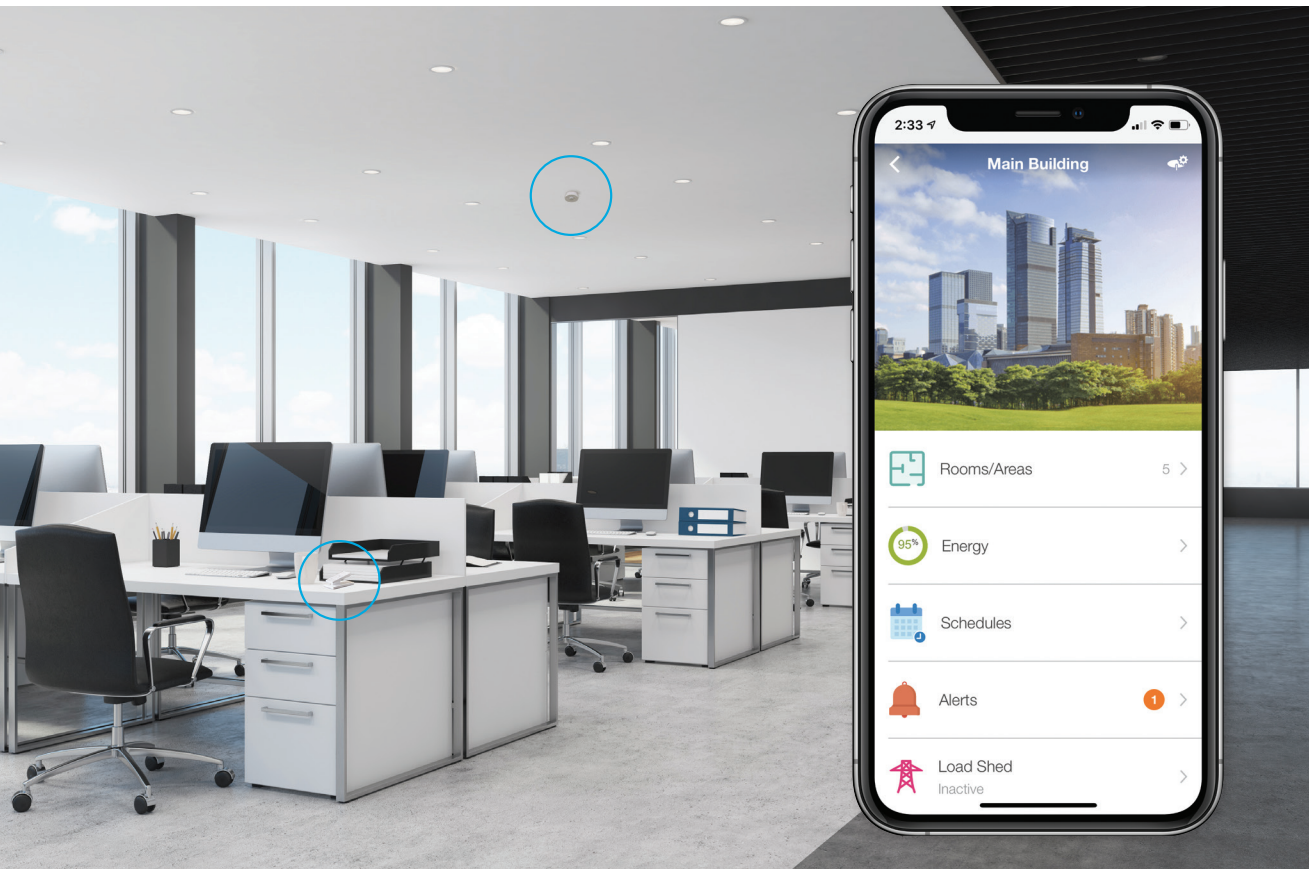 2:33
Main Building
Rooms/Areas
5
95%
Energy
Schedules
Alerts
1
Load Shed
Inactive